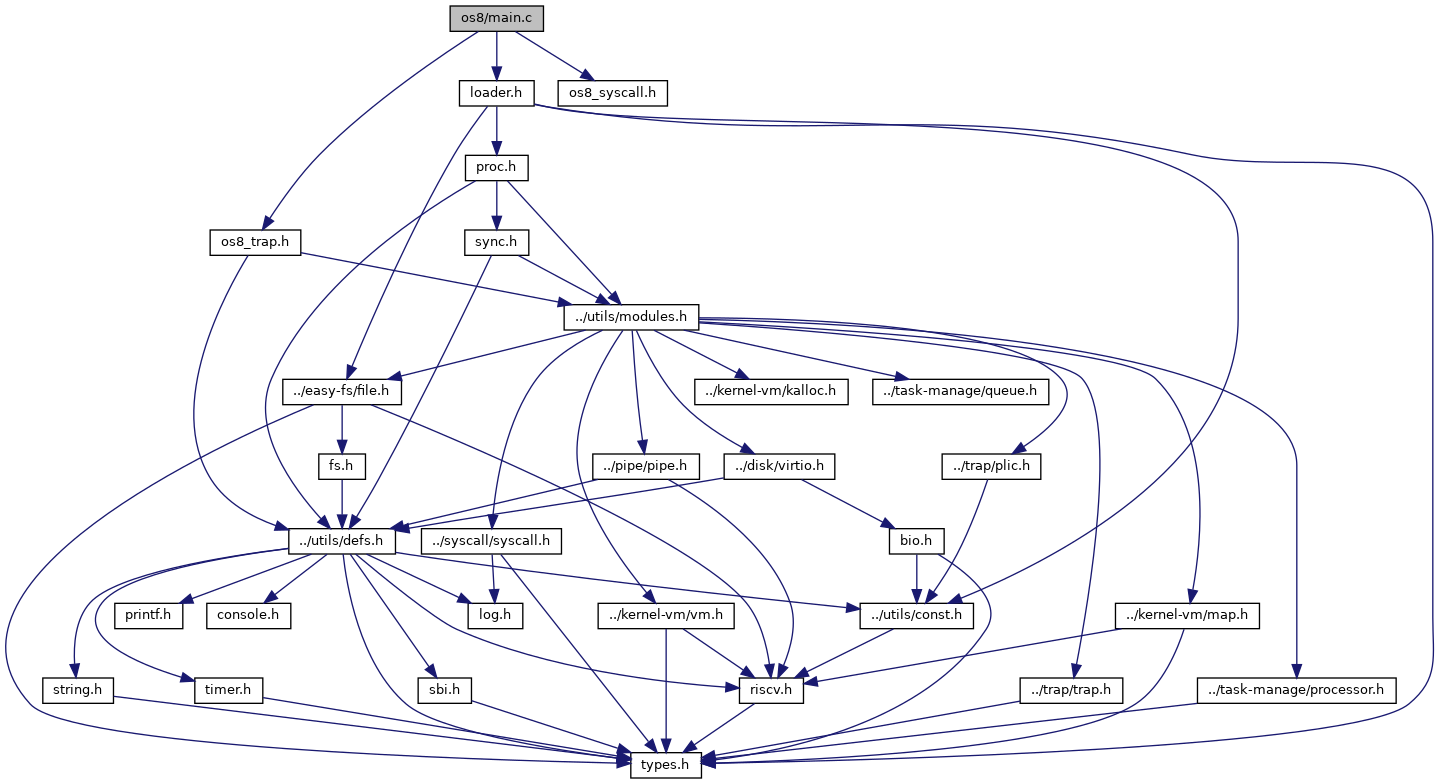 os8/main.c
loader.h
os8_syscall.h
proc.h
os8_trap.h
sync.h
../utils/modules.h
../easy-fs/file.h
../kernel-vm/kalloc.h
../task-manage/queue.h
fs.h
../pipe/pipe.h
../disk/virtio.h
../trap/plic.h
../utils/defs.h
../syscall/syscall.h
bio.h
printf.h
console.h
log.h
../kernel-vm/vm.h
../utils/const.h
../kernel-vm/map.h
string.h
timer.h
sbi.h
riscv.h
../trap/trap.h
../task-manage/processor.h
types.h